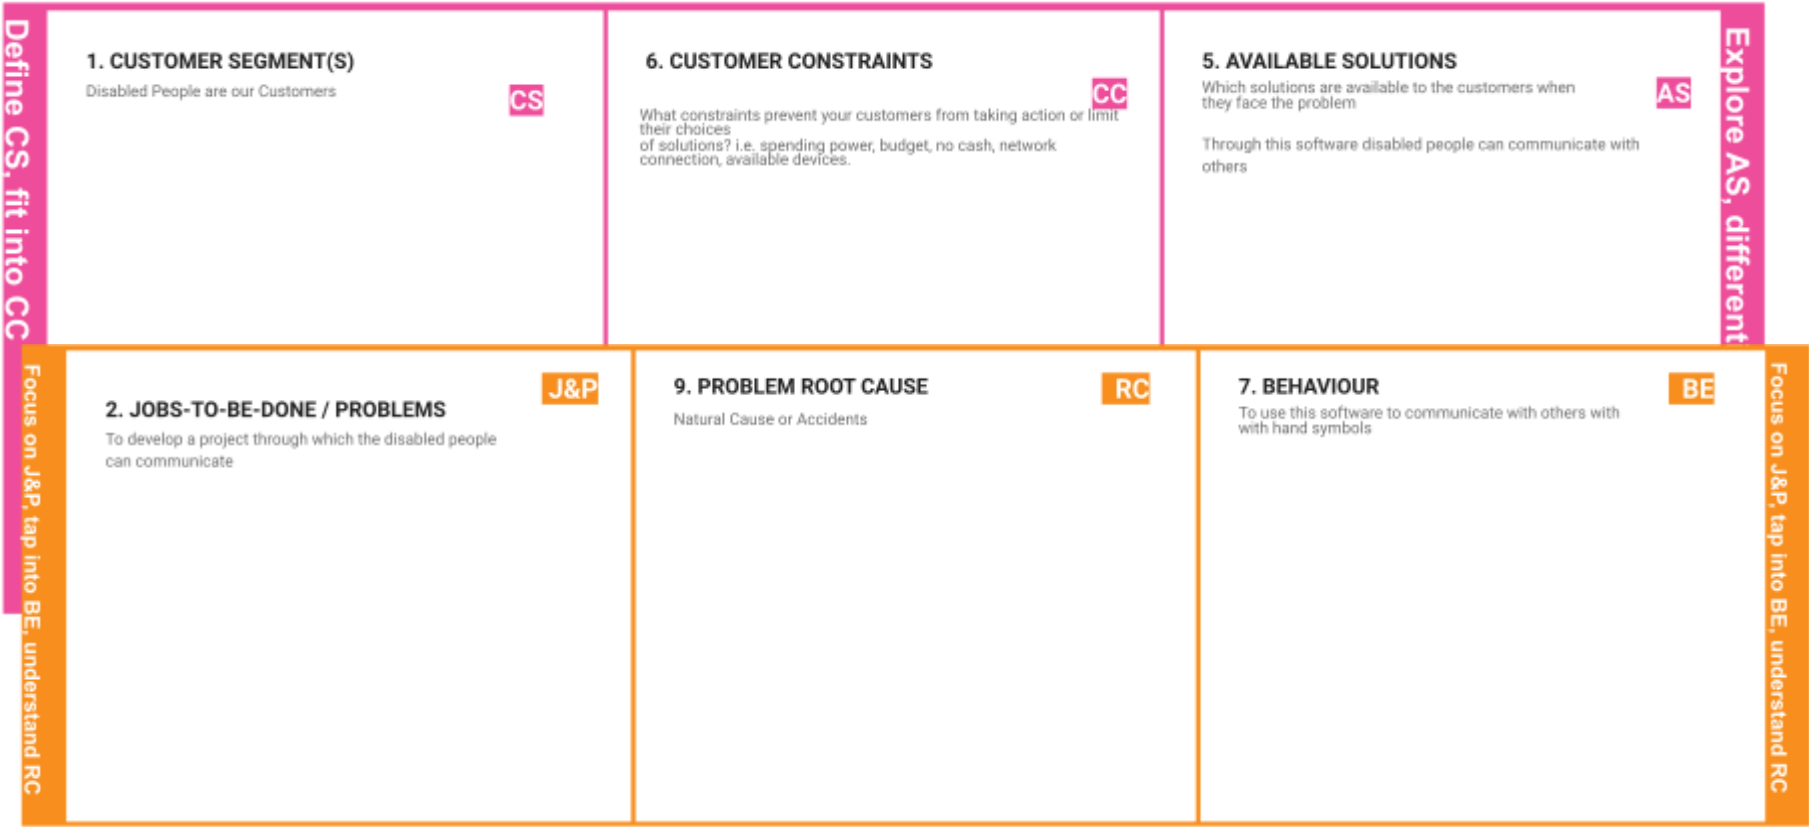 Define CS, fit into CC
1. CUSTOMER SEGMENT(S)
Disabled People are our Customers
CS
6. CUSTOMER CONSTRAINTS
CC
What constraints prevent your customers from taking action or limit
their choices
of solutions? i.e. spending power, budget, no cash, network
connection, available devices.
5. AVAILABLE SOLUTIONS
Which solutions are available to the customers when
they face the problem
AS
Through this software disabled people can communicate with
others
Explore AS, different
Focus on J&P, tap into BE, understand RC
J&P
2. JOBS-TO-BE-DONE / PROBLEMS
To develop a project through which the disabled people
can communicate
9. PROBLEM ROOT CAUSE
RC
Natural Cause or Accidents
7. BEHAVIOUR
BE
To use this software to communicate with others with
with hand symbols
Focus on J&P, tap into BE, understand RC